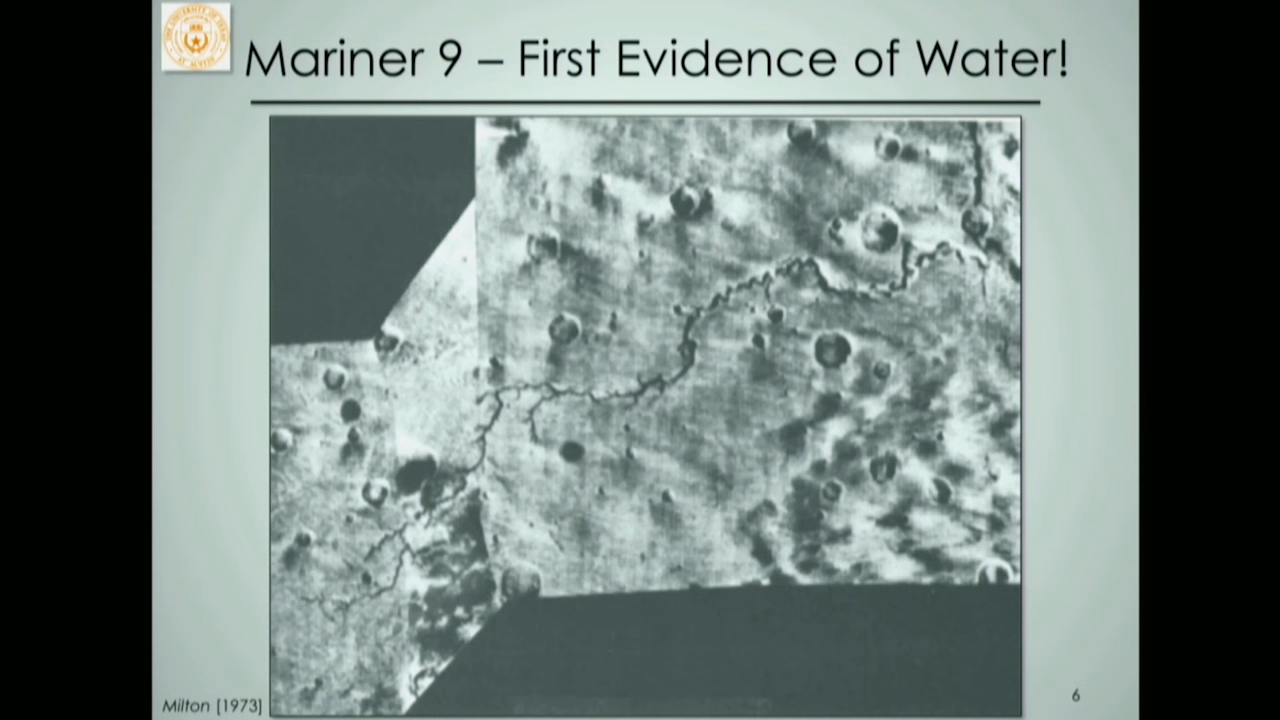 Mariner 9 – First Evidence of Water!
Milton [1973]
6